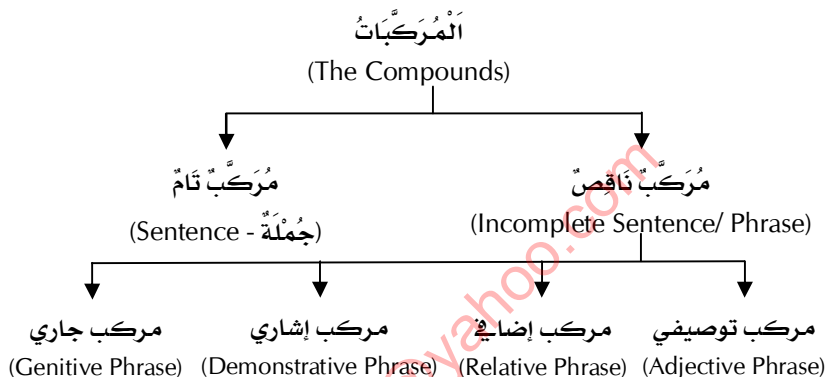 اَلْمُرَكَّبَاتُ
(The Compounds)
مُرَكَّبٌ نَاقِصٌ
مُرَكَّبٌ تَامٌ
(Incomplete Sentence/ Phrase)
(Sentence - جُمْلَةٌ)
مركب توصيفي
مركب إضافي
مركب إشاري
مركب جاري
(Adjective Phrase)
(Relative Phrase)
(Demonstrative Phrase)
(Genitive Phrase)
@yahoo.com